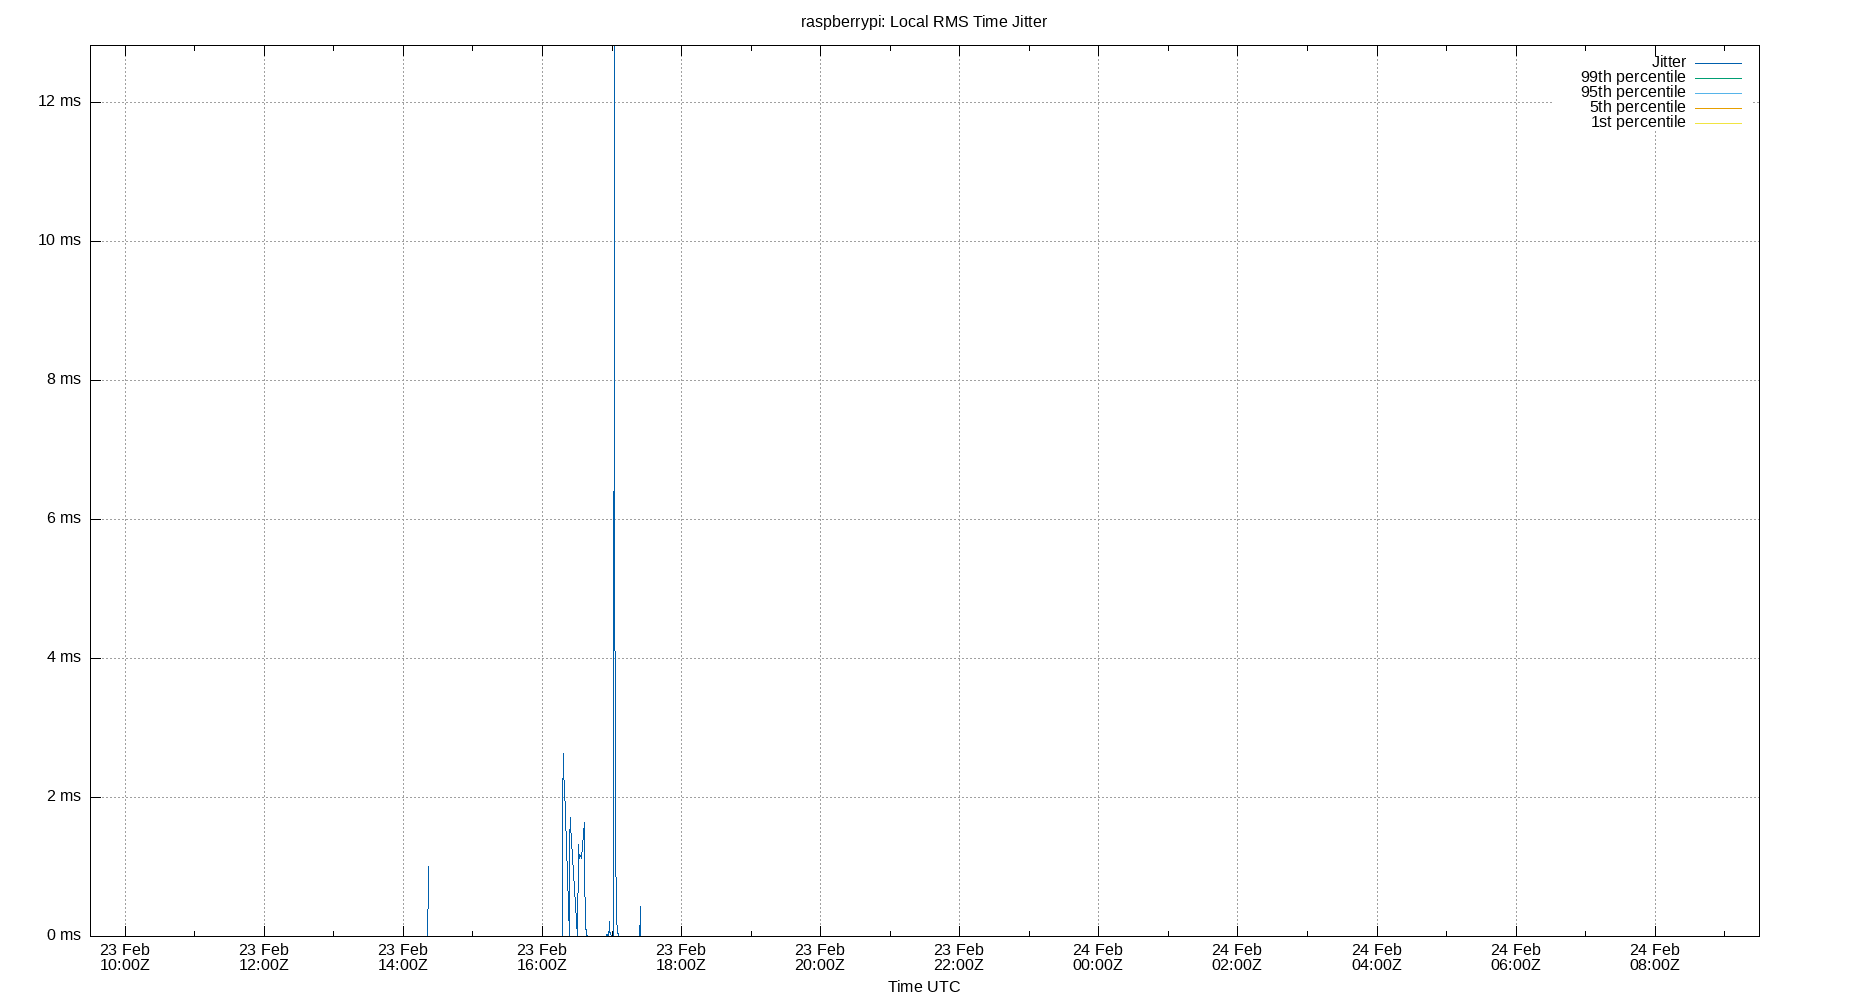 raspberrypi: Local RMS Time Jitter
Jitter
99th percentile
95th percentile
5th percentile
1st percentile
12 ms
10 ms
8 ms
6 ms
4 ms
2 ms
0 ms
23 Feb 23 Feb 23 Feb 23 Feb 23 Feb 23 Feb 23 Feb 24 Feb 24 Feb 24 Feb 24 Feb 24 Feb
10:00Z 12:00Z 14:00Z 16:00Z 18:00Z 20:00Z 22:00Z 00:00Z 02:00Z 04:00Z 06:00Z 08:00Z
Time UTC